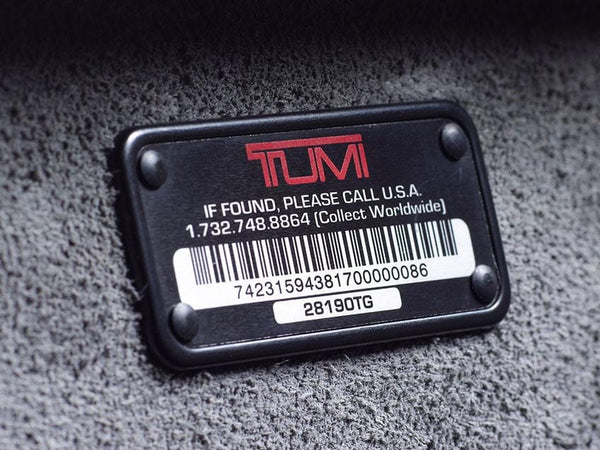 TUMI
IF FOUND, PLEASE CALL U.S.A.
1.732.748.8864 (Collect Worldwide)
74231594381700000086
28190TG